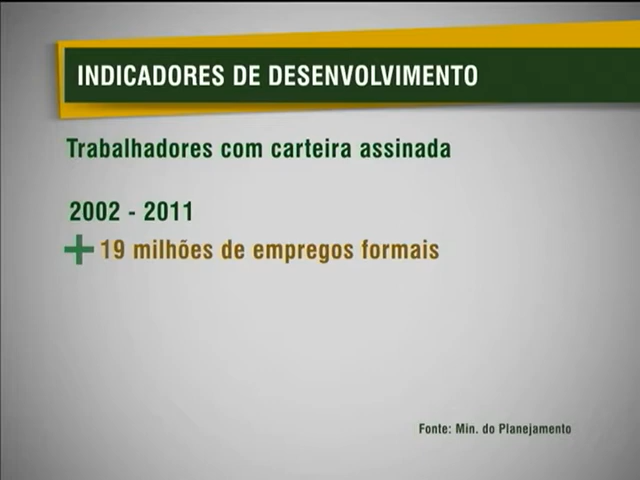 INDICADORES DE DESENVOLVIMENTO
Trabalhadores com carteira assinada
2002 - 2011
+ 19 milhões de empregos formais
Fonte: Min. do Planejamento